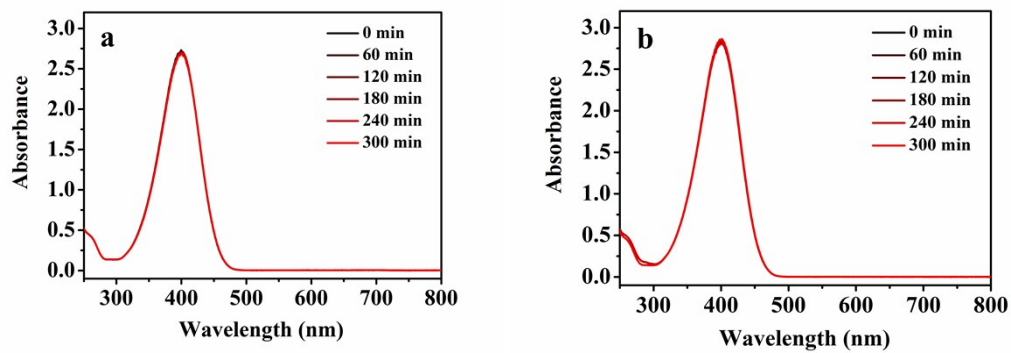 a
3.0
2.5
2.0
1.5
1.0
0.5
0.0
Absorbance
0 min
60 min
120 min
180 min
240 min
300 min
300 400 500 600 700 800
Wavelength (nm)
b
3.0
2.5
2.0
1.5
1.0
0.5
0.0
Absorbance
0 min
60 min
120 min
180 min
240 min
300 min
300 400 500 600 700 800
Wavelength (nm)